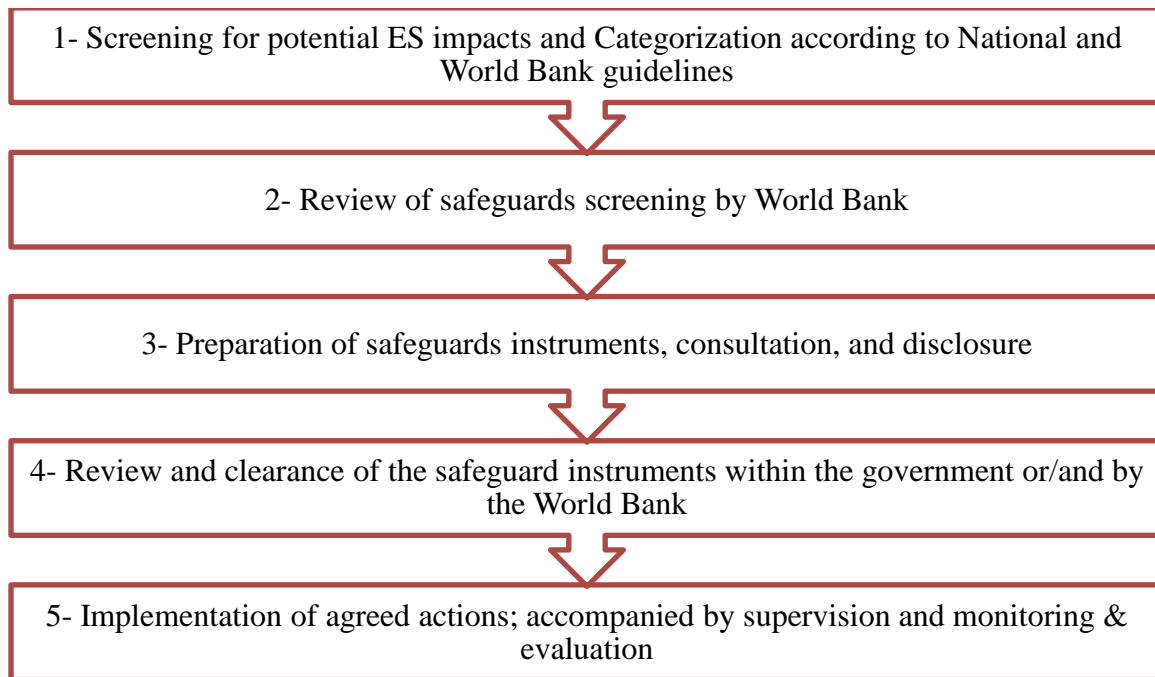 1- Screening for potential ES impacts and Categorization according to National and
World Bank guidelines
2- Review of safeguards screening by World Bank
3- Preparation of safeguards instruments, consultation, and disclosure
4- Review and clearance of the safeguard instruments within the government or/and by
the World Bank
5- Implementation of agreed actions; accompanied by supervision and monitoring &
evaluation